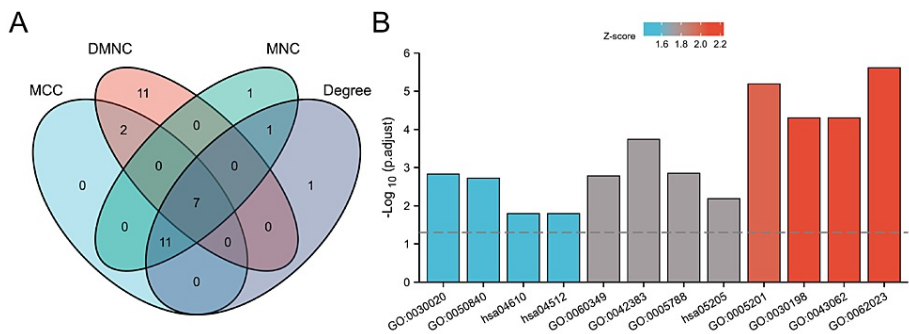 A
DMNC
MNC
MCC
Degree
11
1
2
0
1
0
0
0
1
7
0
0
11
0
0
B
Z-score
1.6 1.8 2.0 2.2
-Log 10 (p.adjust)
6
5
4
3
2
1
0
GO:0030020
GO:0050840
hsa04610
hsa04512
GO:0060349
GO:0042383
GO:0005788
hsa05205
GO:0005201
GO:0030198
GO:0043062
GO:0062023